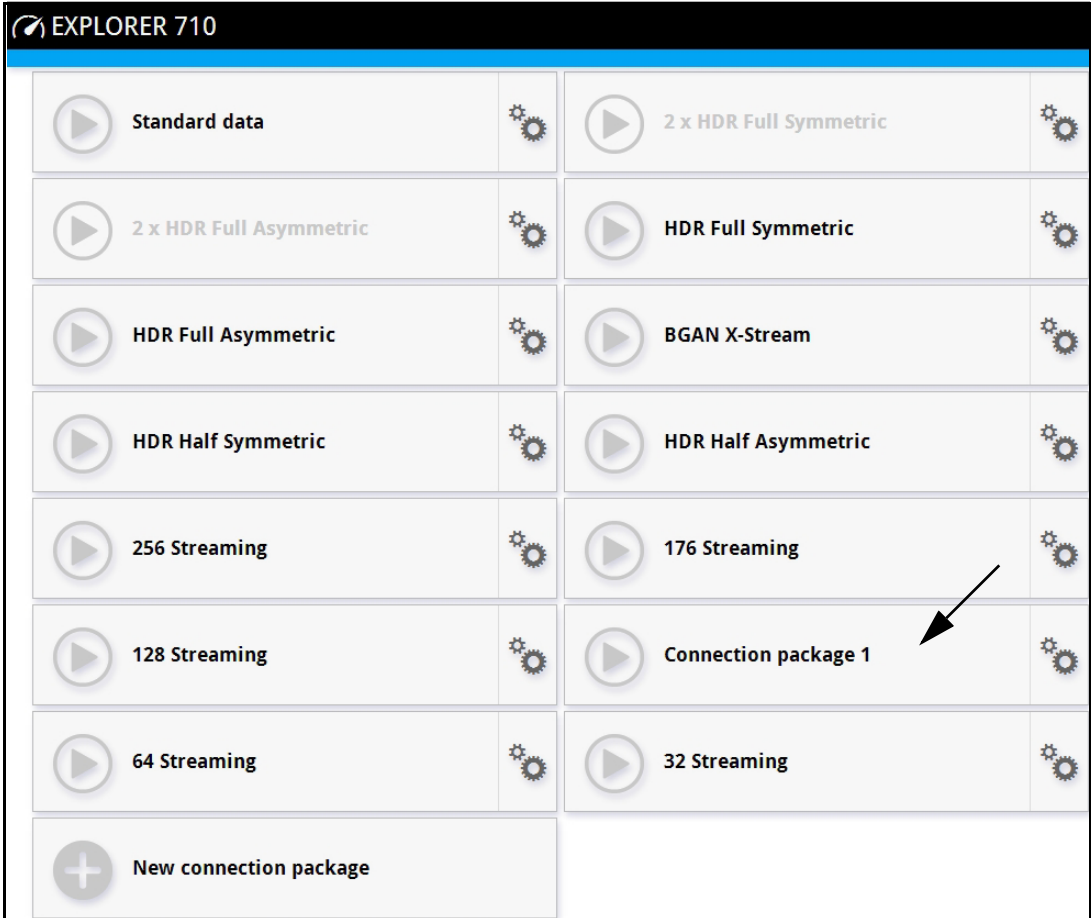 EXPLORER 710
Standard data
2 x HDR Full Symmetric
2 x HDR Full Asymmetric
HDR Full Symmetric
HDR Full Asymmetric
BGAN X-Stream
HDR Half Symmetric
HDR Half Asymmetric
256 Streaming
176 Streaming
128 Streaming
Connection package 1
64 Streaming
32 Streaming
New connection package